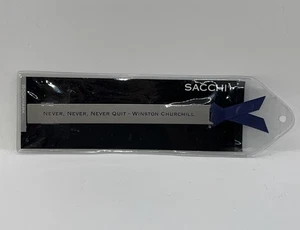 SACCHI
NEVER, NEVER, NEVER QUIT - WINSTON CHURCHILL